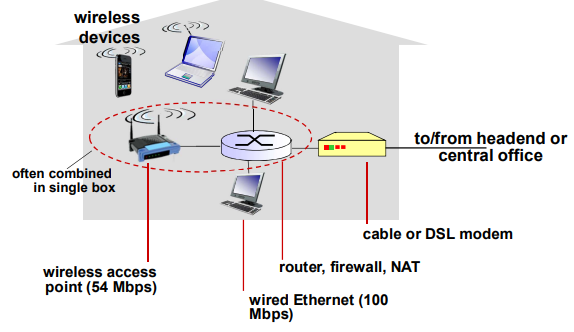 wireless
devices
to/from headend or
central office
often combined
in single box
cable or DSL modem
wireless access
point (54 Mbps)
router, firewall, NAT
wired Ethernet (100
Mbps)